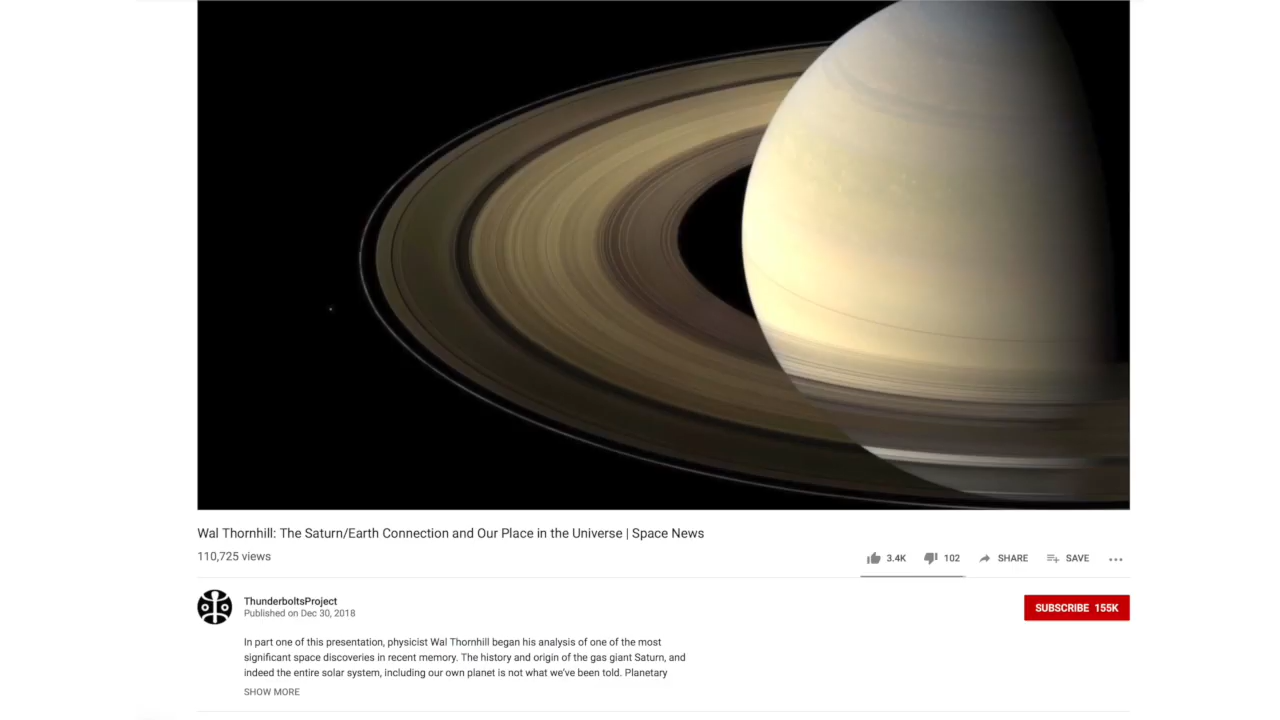 Wal Thornhill: The Saturn/Earth Connection and Our Place in the Universe | Space News
110,725 views
3.4K 102 SHARE SAVE
ThunderboltsProject
Published on Dec 30, 2018
SUBSCRIBE 155K
In part one of this presentation, physicist Wal Thornhill began his analysis of one of the most
significant space discoveries in recent memory. The history and origin of the gas giant Saturn, and
indeed the entire solar system, including our own planet is not what we've been told. Planetary
SHOW MORE